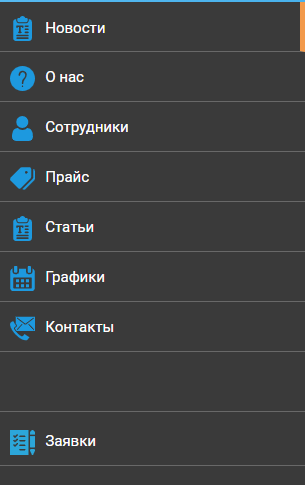 Новости
О нас
Сотрудники
Прайс
Статьи
Графики
Контакты
Заявки